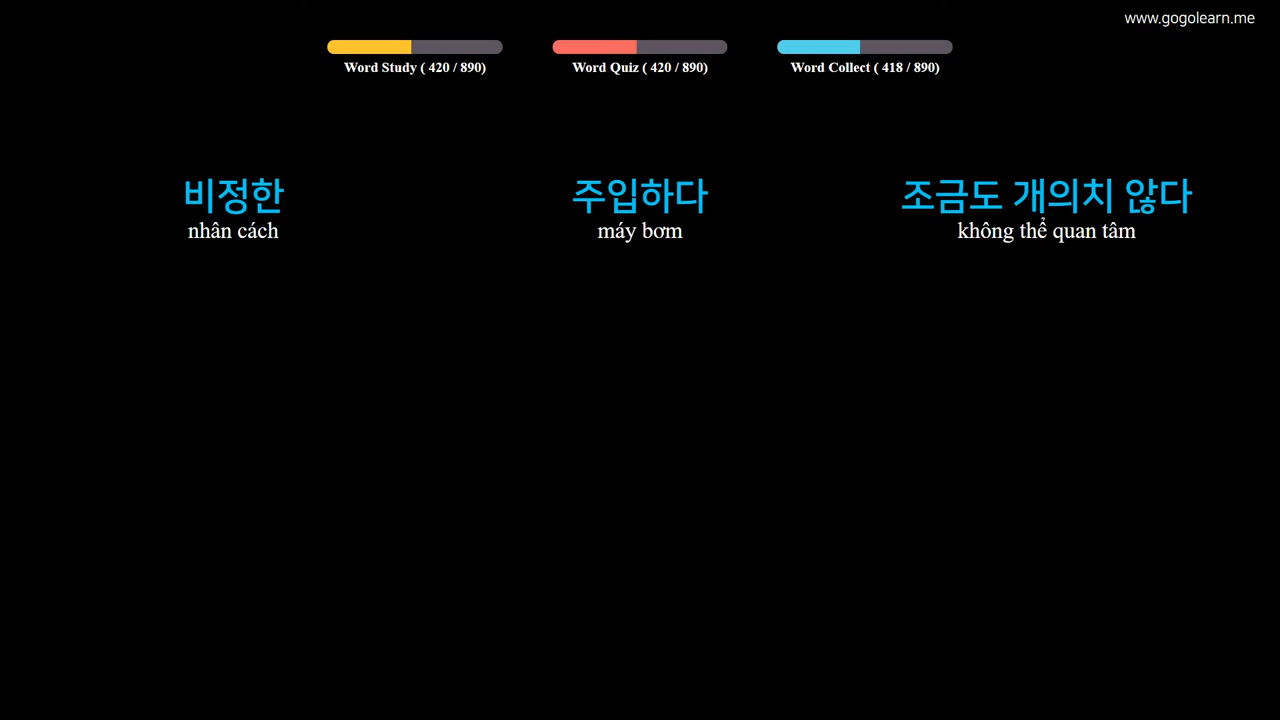 www.gogolearn.me
Word Study ( 420 / 890)
Word Quiz ( 420 / 890)
Word Collect ( 418 / 890)
비정한
nhân cách
주입하다
máy bơm
조금도 개의치 않다
không thể quan tâm